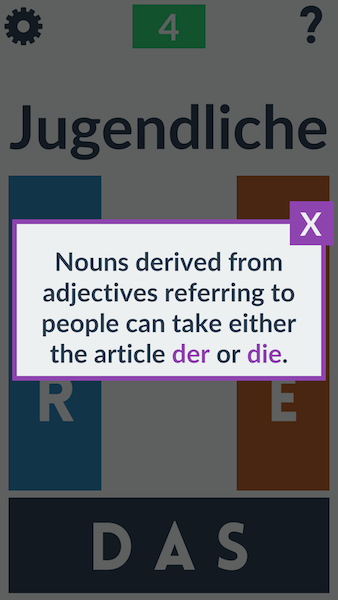 4
?
Jugendliche
X
Nouns derived from
adjectives referring to
people can take either
the article der or die.
R
E
DAS